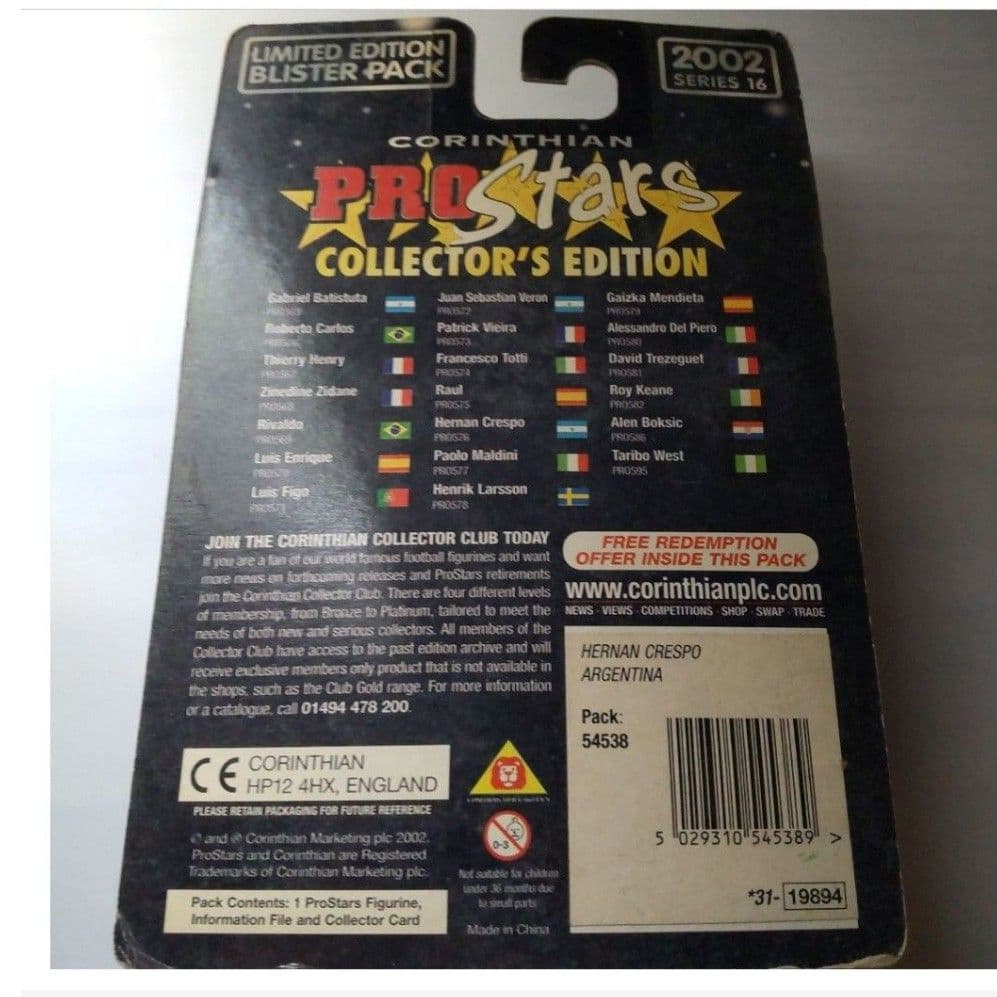 LIMITED EDITION
BLISTER PACK
2002
SERIES 16
CORINTHIAN
PROStars
COLLECTOR'S EDITION
Gabriel Batistuta
Roberto Carlos
Thierry Henry
PRO567
Zinedine Zidane
PRO568
Rivaldo
PRO569
Luis Enrique
Luis Figo
PRO571
Juan Sebastian Veron
PRO572
Patrick Vieira
PRO573
Francesco Totti
PRO574
Raul
PRO575
Hernan Crespo
PRO576
Paolo Maldini
PRO577
Henrik Larsson
PRO578
Gaizka Mendieta
PRO579
Alessandro Del Piero
PRO580
David Trezeguet
PRO581
Roy Keane
PRO582
Alen Boksic
PRO586
Taribo West
PRO595
JOIN THE CORINTHIAN COLLECTOR CLUB TODAY
If you are a fan of our world famous football figurines and want
more news on forthcoming releases and ProStars retirements
join the Corinthian Collector Club. There are four different levels
of membership, from Bronze to Platinum, tailored to meet the
needs of both new and serious collectors. All members of the
Collector Club have access to the past edition archive and will
receive exclusive members only product that is not available in
the shops, such as the Club Gold range. For more information
or a catalogue, call 01494 478 200.
FREE REDEMPTION
OFFER INSIDE THIS PACK
www.corinthianplc.com
NEWS · VIEWS · COMPETITIONS · SHOP · SWAP · TRADE
HERNAN CRESPO
ARGENTINA
Pack:
54538
5 029310 545389 >
*31- 19894
CE CORINTHIAN
HP12 4HX, ENGLAND
PLEASE RETAIN PACKAGING FOR FUTURE REFERENCE
© and ® Corinthian Marketing plc 2002.
ProStars and Corinthian are Registered
Trademarks of Corinthian Marketing plc.
Pack Contents: 1 ProStars Figurine,
Information File and Collector Card
0-3
Not suitable for children
under 36 months due
to small parts
Made in China